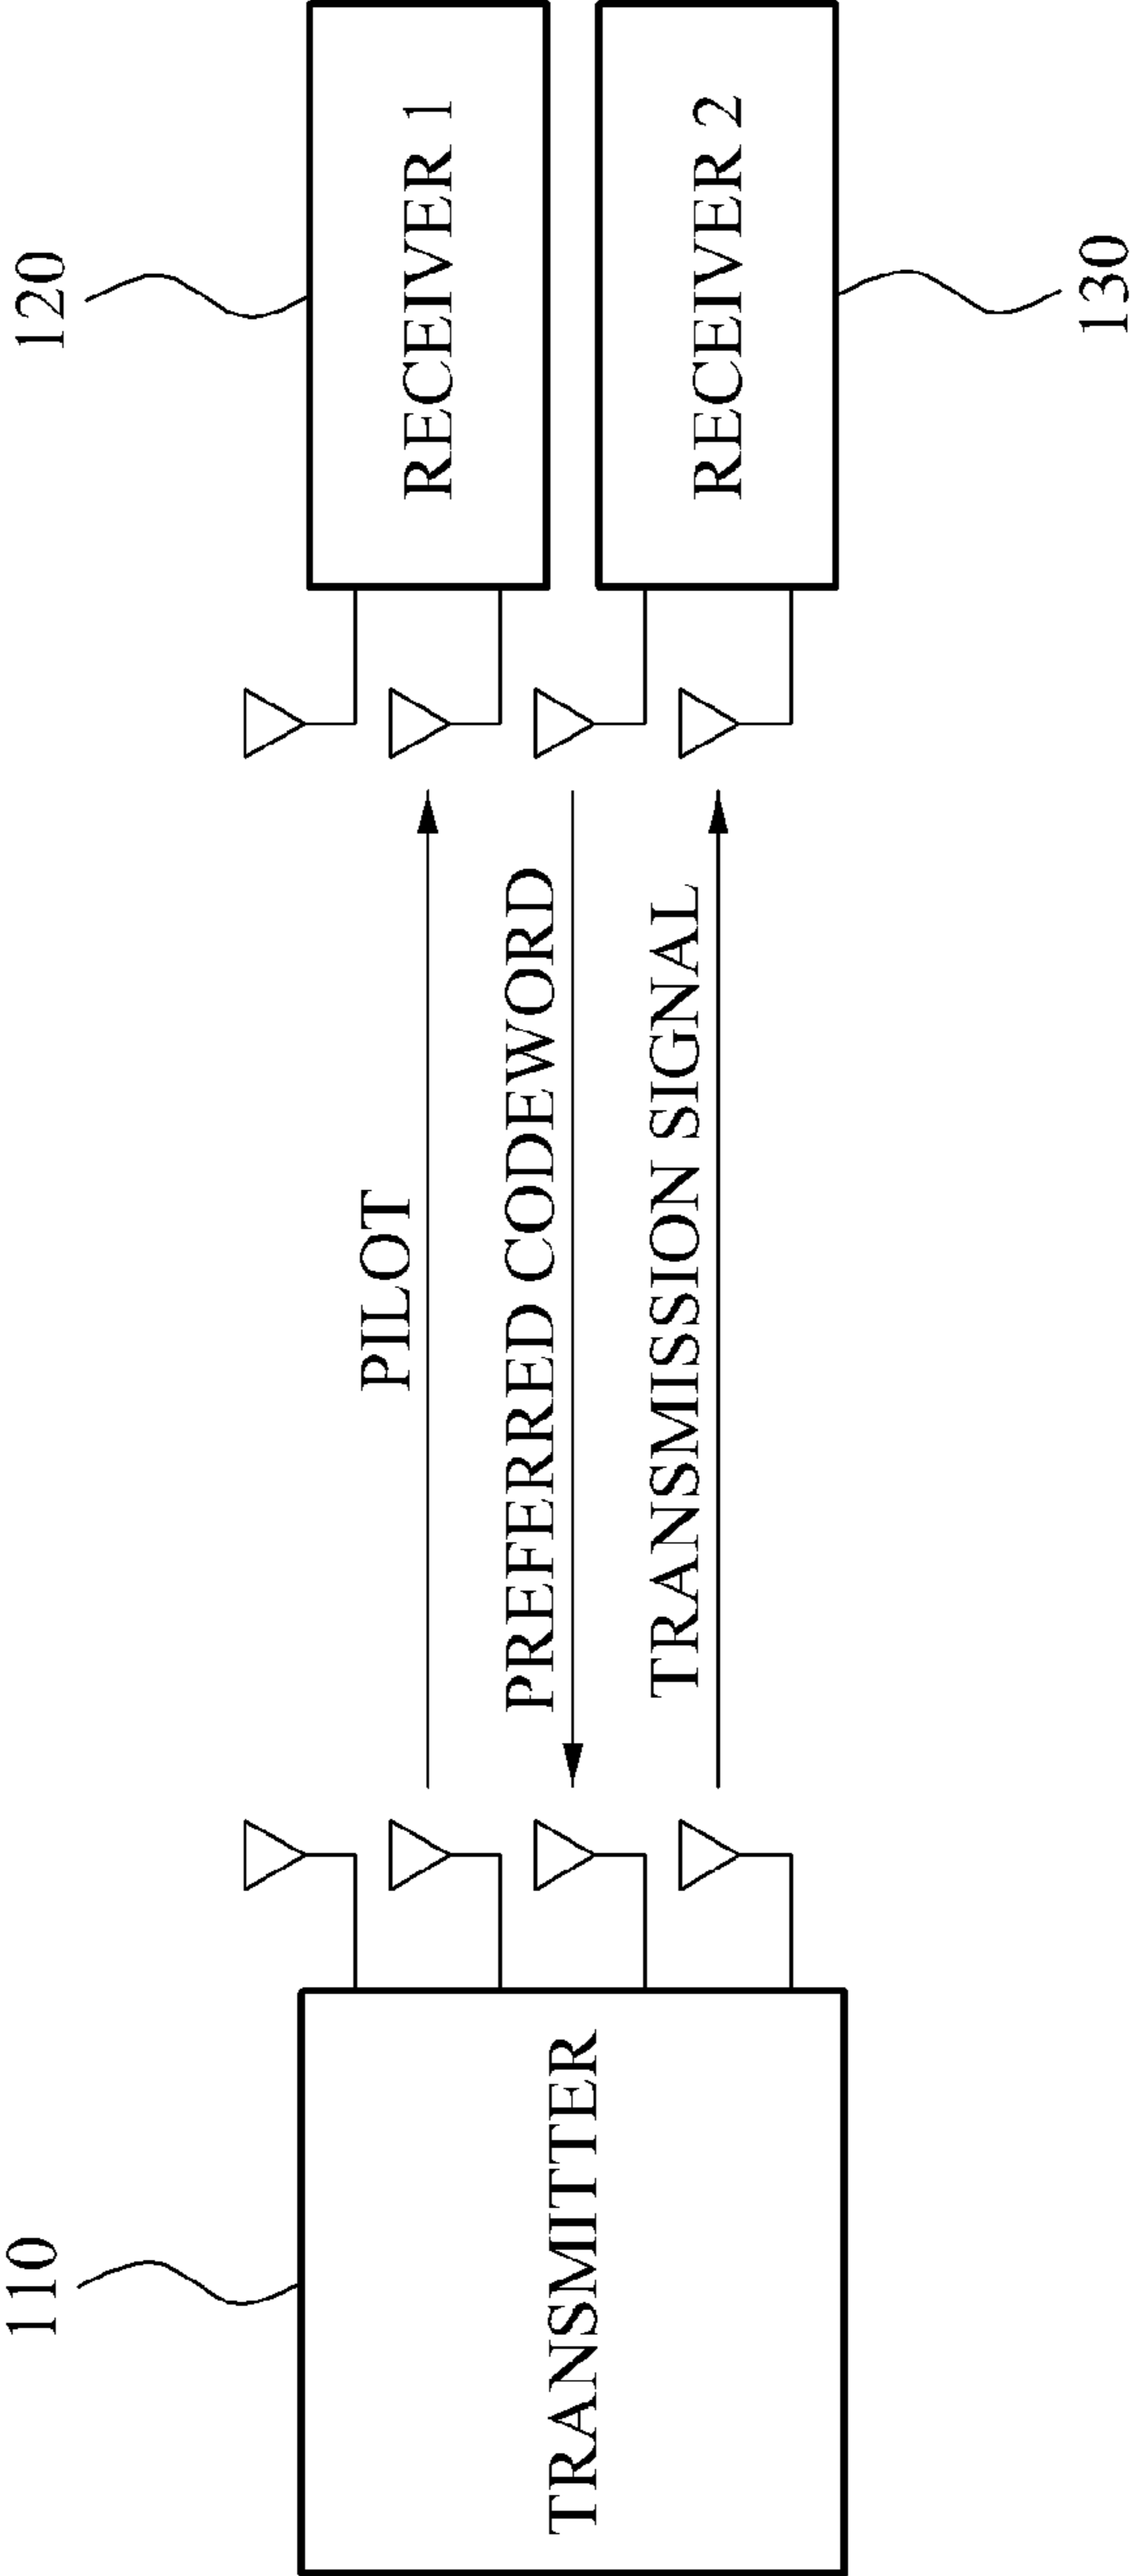 110
TRANSMITTER
PILOT
PREFERRED CODEWORD
TRANSMISSION SIGNAL
120
RECEIVER 1
RECEIVER 2
130